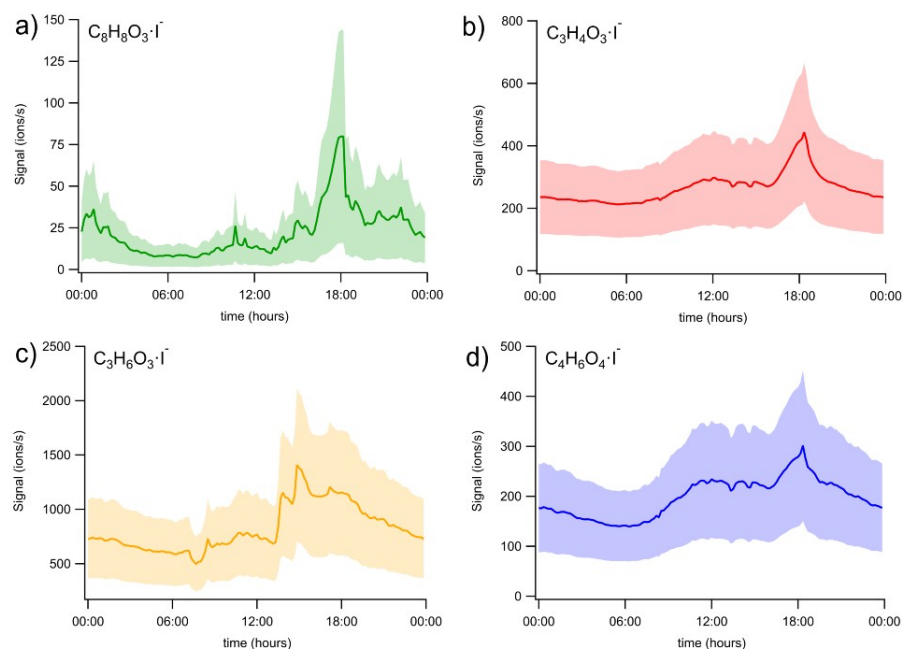 a)
C₈H₈O₃·I⁻
150
125
100
75
50
25
0
Signal (ions/s)
00:00 06:00 12:00 18:00 00:00
time (hours)
b)
C₃H₄O₃·I⁻
800
600
400
200
0
Signal (ions/s)
00:00 06:00 12:00 18:00 00:00
time (hours)
c)
C₃H₆O₃·I⁻
2500
2000
1500
1000
500
Signal (ions/s)
00:00 06:00 12:00 18:00 00:00
time (hours)
d)
C₄H₆O₄·I⁻
500
400
300
200
100
0
Signal (ions/s)
00:00 06:00 12:00 18:00 00:00
time (hours)